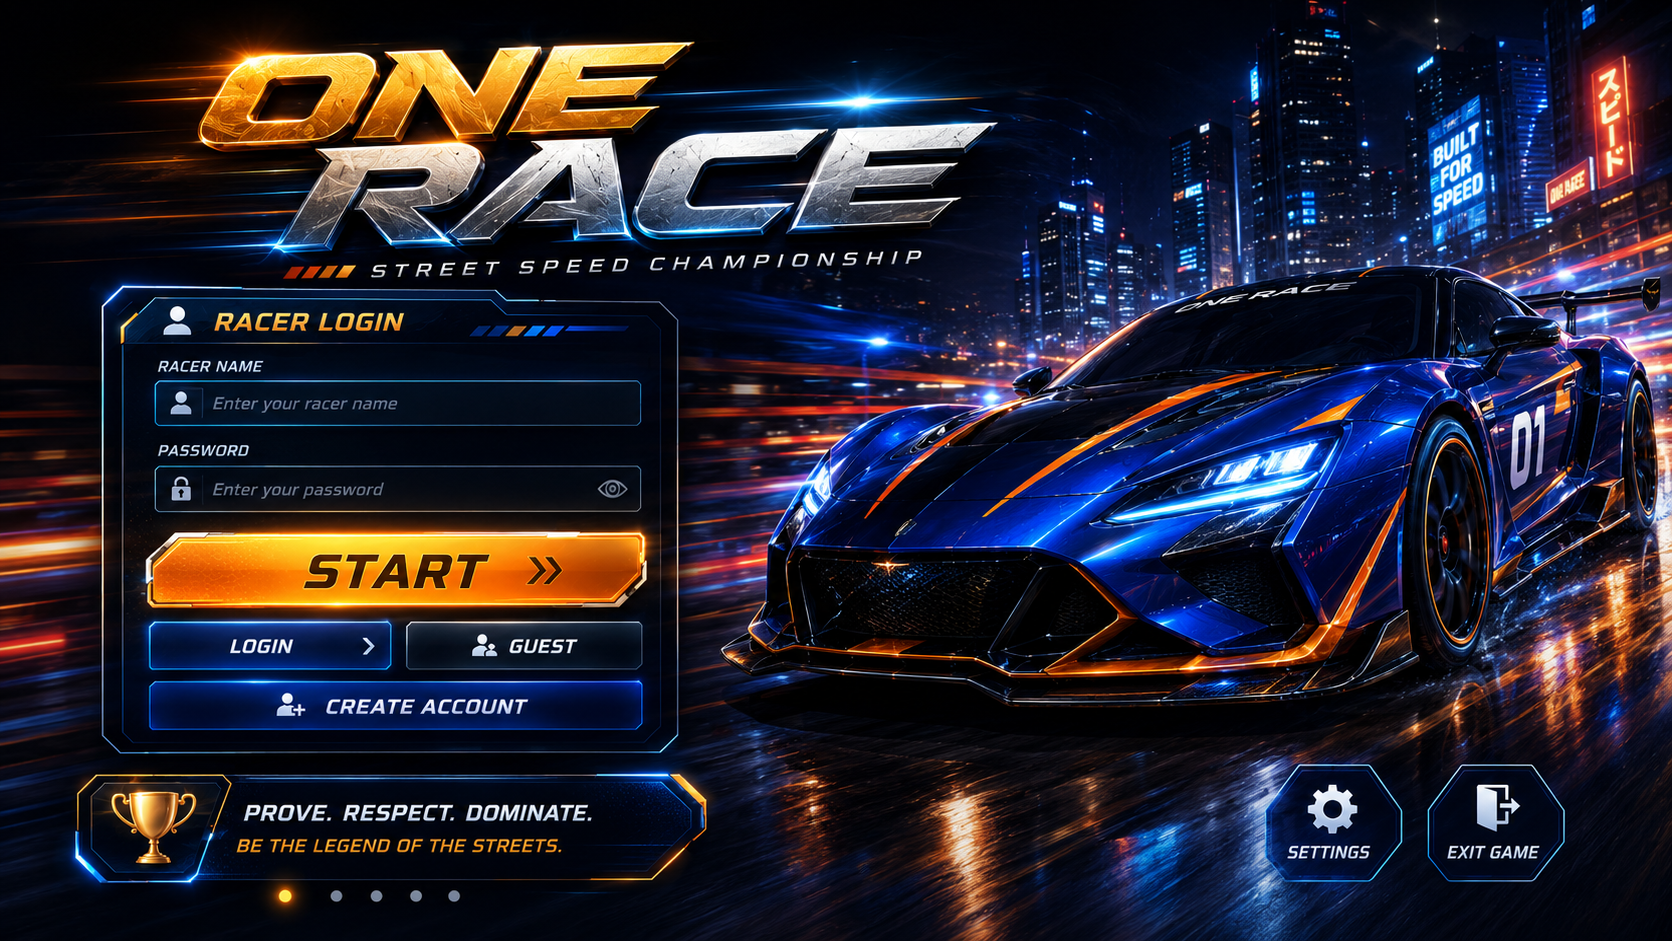 ONE
RACE
STREET SPEED CHAMPIONSHIP
RACER LOGIN
RACER NAME
Enter your racer name
PASSWORD
Enter your password
START
LOGIN
GUEST
CREATE ACCOUNT
PROVE. RESPECT. DOMINATE.
BE THE LEGEND OF THE STREETS.
BUILT
FOR
SPEED
スピード
ONE RACE
ONE RACE
01
SETTINGS
EXIT GAME